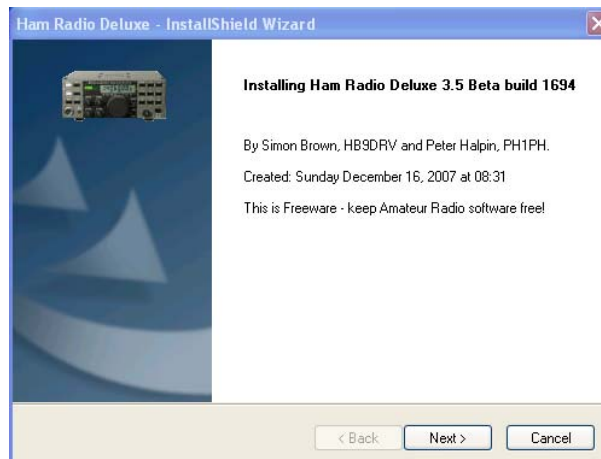 Ham Radio Deluxe - InstallShield Wizard
Installing Ham Radio Deluxe 3.5 Beta build 1694
By Simon Brown, HB9DRV and Peter Halpin, PH1PH.
Created: Sunday December 16, 2007 at 08:31
This is Freeware - keep Amateur Radio software free!
< Back
Next >
Cancel